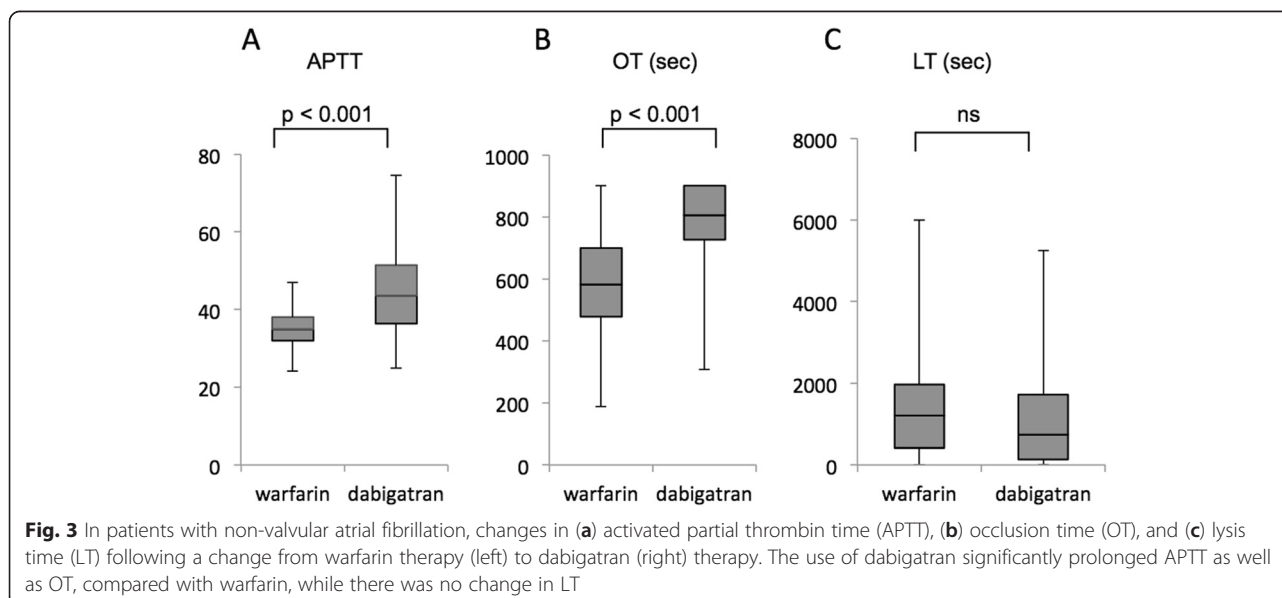 A
APTT
p < 0.001
80
60
40
20
0
warfarin dabigatran
B
OT (sec)
p < 0.001
1000
800
600
400
200
0
warfarin dabigatran
C
LT (sec)
ns
8000
6000
4000
2000
0
warfarin dabigatran
Fig. 3 In patients with non-valvular atrial fibrillation, changes in (a) activated partial thrombin time (APTT), (b) occlusion time (OT), and (c) lysis
time (LT) following a change from warfarin therapy (left) to dabigatran (right) therapy. The use of dabigatran significantly prolonged APTT as well
as OT, compared with warfarin, while there was no change in LT